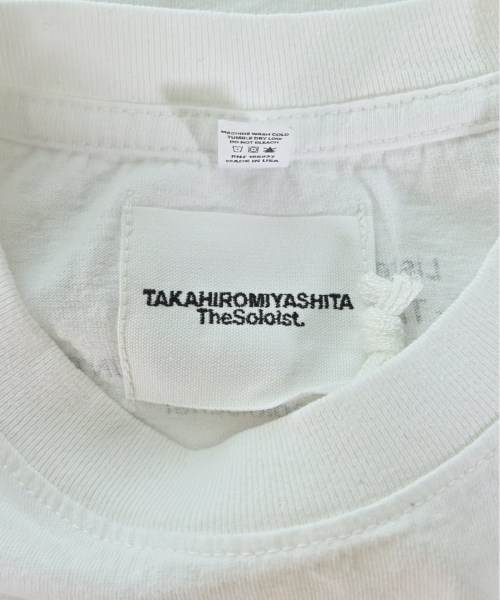 MACHINE WASH COLD
TUMBLE DRY LOW
DO NOT BLEACH
MADE IN USA
TAKAHIROMIYASHITA
TheSoloist.